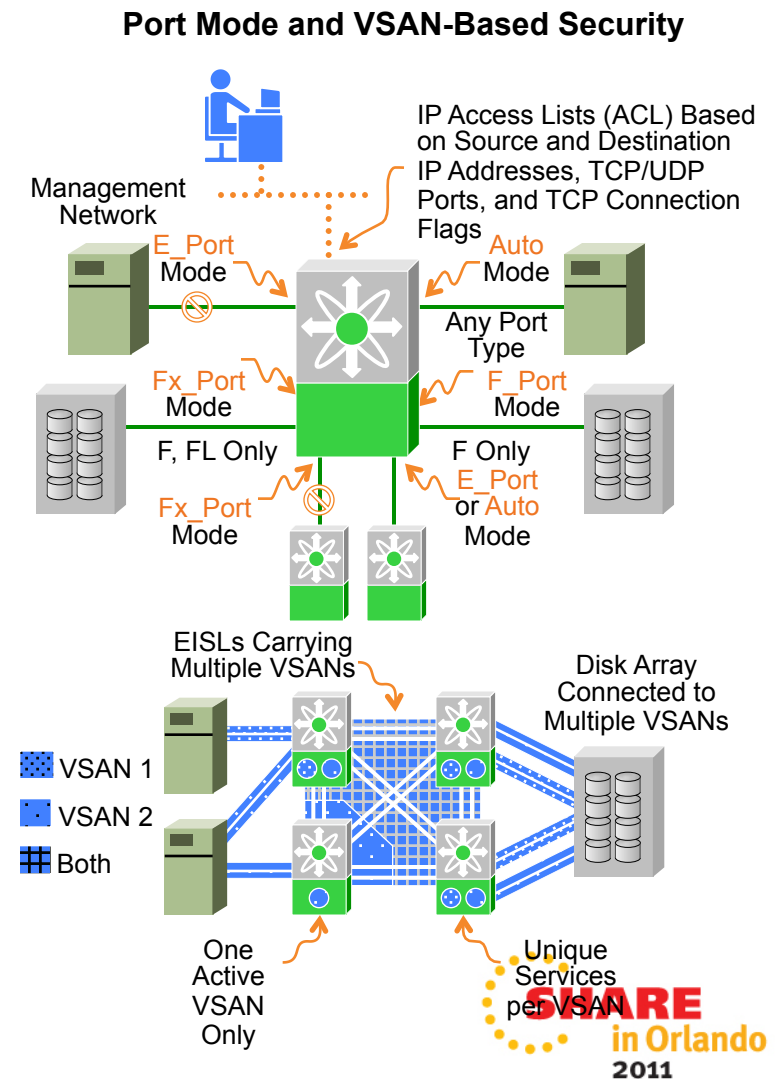 Port Mode and VSAN-Based Security
IP Access Lists (ACL) Based
on Source and Destination
IP Addresses, TCP/UDP
Ports, and TCP Connection
Flags
Management
Network
E_Port
Mode
Auto
Mode
Any Port
Type
Fx_Port
Mode
F, FL Only
F_Port
Mode
F Only
Fx_Port
Mode
E_Port
or Auto
Mode
EISLs Carrying
Multiple VSANs
Disk Array
Connected to
Multiple VSANs
VSAN 1
VSAN 2
Both
One
Active
VSAN
Only
Unique
Services
per VSAN
SHARE
in Orlando
2011